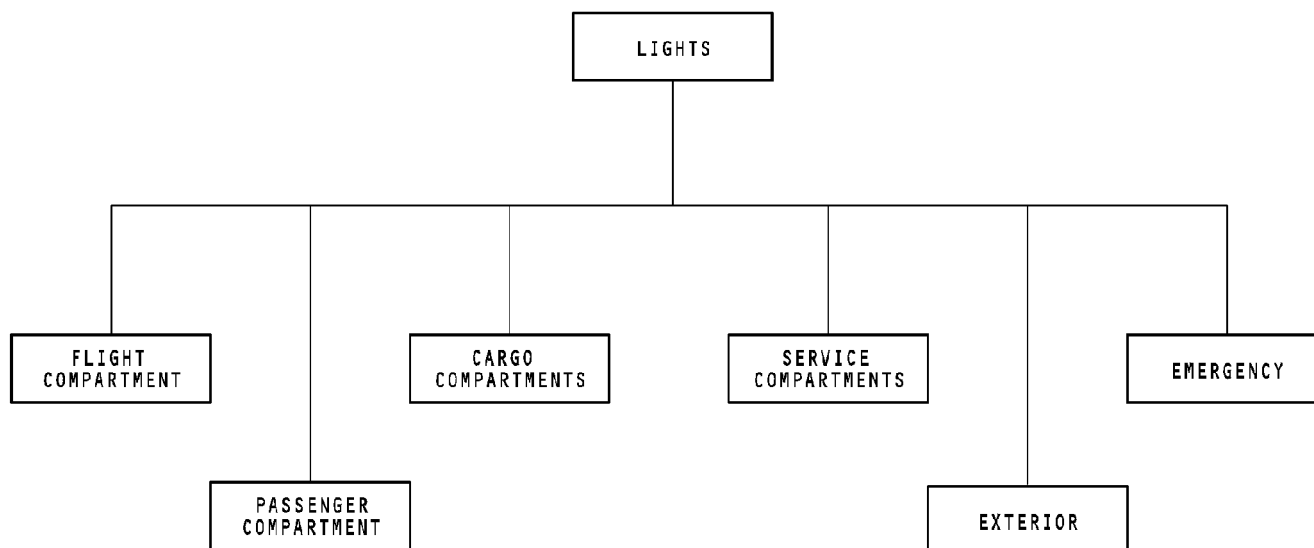 LIGHTS
FLIGHT
COMPARTMENT
CARGO
COMPARTMENTS
SERVICE
COMPARTMENTS
EMERGENCY
PASSENGER
COMPARTMENT
EXTERIOR